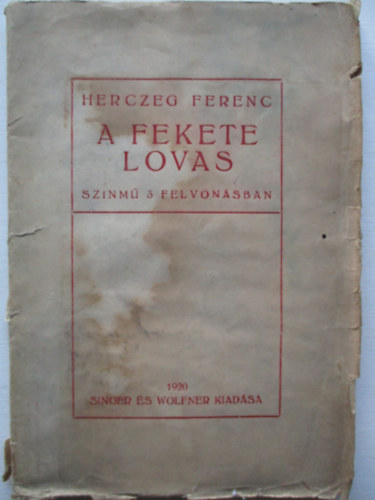 HERCZEG FERENC
A FEKETE
LOVAS
SZINMŰ 3 FELVONÁSBAN
1920
SINGER ÉS WOLFNER KIADÁSA